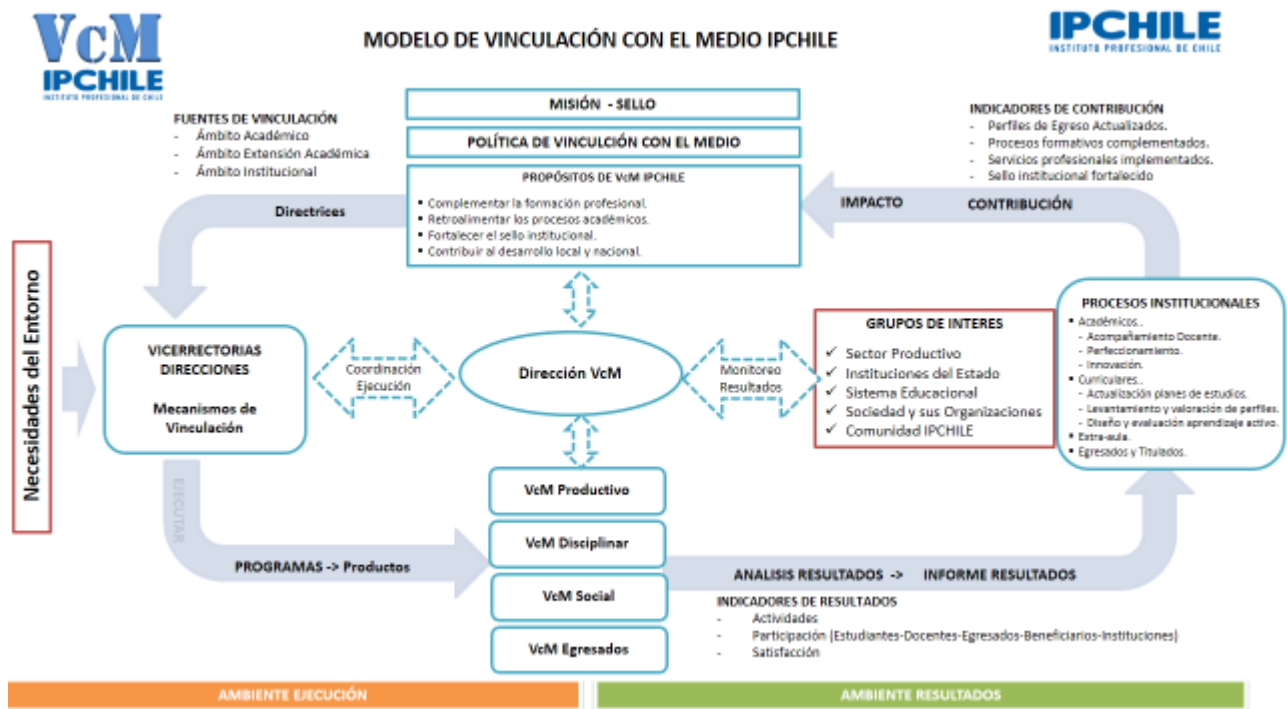 VcM
IPCHILE
INSTITUTO PROFESIONAL DE CHILE
MODELO DE VINCULACIÓN CON EL MEDIO IPCHILE
IPCHILE
INSTITUTO PROFESIONAL DE CHILE
MISIÓN - SELLO
POLÍTICA DE VINCULCIÓN CON EL MEDIO
PROPÓSITOS DE VcM IPCHILE
▪ Complementar la formación profesional.
▪ Retroalimentar los procesos académicos.
▪ Fortalecer el sello institucional.
▪ Contribuir al desarrollo local y nacional.
FUENTES DE VINCULACIÓN
- Ámbito Académico
- Ámbito Extensión Académica
- Ámbito Institucional
Directrices
INDICADORES DE CONTRIBUCIÓN
- Perfiles de Egreso Actualizados.
- Procesos formativos complementados.
- Servicios profesionales implementados.
- Sello institucional fortalecido
IMPACTO CONTRIBUCIÓN
Necesidades del Entorno
VICERRECTORIAS
DIRECCIONES
Mecanismos de
Vinculación
Coordinación
Ejecución
Dirección VcM
Monitoreo
Resultados
GRUPOS DE INTERES
✓ Sector Productivo
✓ Instituciones del Estado
✓ Sistema Educacional
✓ Sociedad y sus Organizaciones
✓ Comunidad IPCHILE
PROCESOS INSTITUCIONALES
▪ Académicos..
- Acompañamiento Docente.
- Perfeccionamiento.
- Innovación.
▪ Curriculares..
- Actualización planes de estudios.
- Levantamiento y valoración de perfiles.
- Diseño y evaluación aprendizaje activo.
▪ Extra-aula.
▪ Egresados y Titulados.
EJECUTAR
PROGRAMAS -> Productos
VcM Productivo
VcM Disciplinar
VcM Social
VcM Egresados
ANALISIS RESULTADOS -> INFORME RESULTADOS
INDICADORES DE RESULTADOS
- Actividades
- Participación (Estudiantes-Docentes-Egresados-Beneficiarios-Instituciones)
- Satisfacción
AMBIENTE EJECUCIÓN
AMBIENTE RESULTADOS